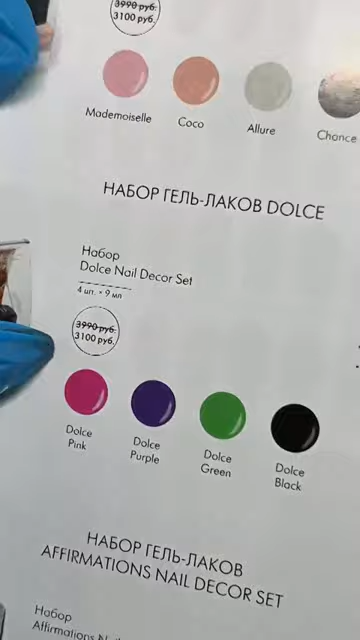 3990 руб.
3100 руб.
Mademoiselle
Coco
Allure
Chance
НАБОР ГЕЛЬ-ЛАКОВ DOLCE
Набор
Dolce Nail Decor Set
4 шт. • 9 мл
3990 руб.
3100 руб.
Dolce
Pink
Dolce
Purple
Dolce
Green
Dolce
Black
НАБОР ГЕЛЬ-ЛАКОВ
AFFIRMATIONS NAIL DECOR SET
Набор
Affirmations